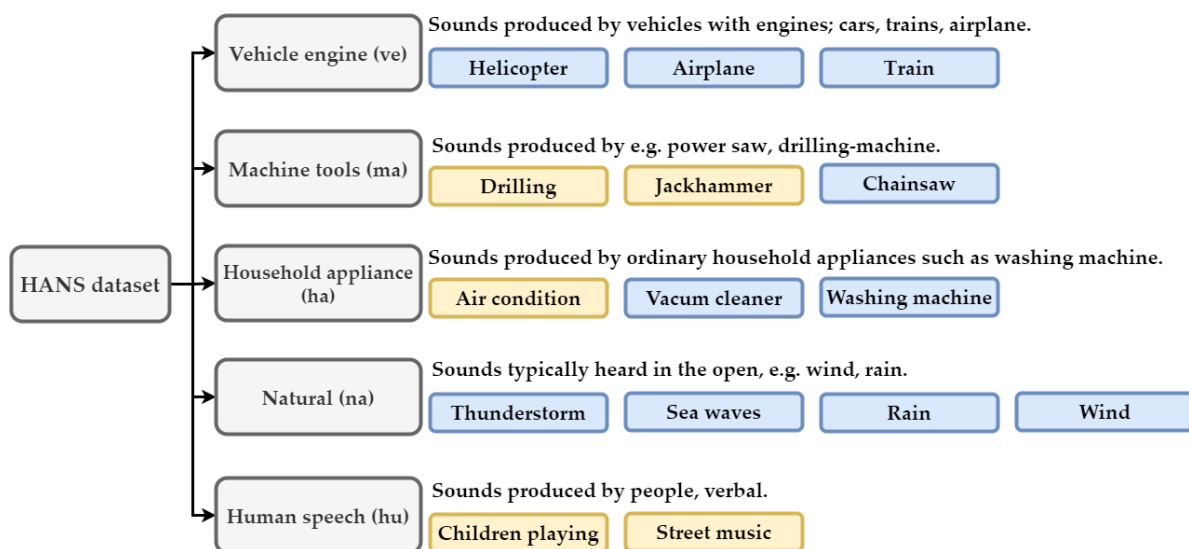 Sounds produced by vehicles with engines; cars, trains, airplane.
Vehicle engine (ve)
Helicopter
Airplane
Train
Sounds produced by e.g. power saw, drilling-machine.
Machine tools (ma)
Drilling
Jackhammer
Chainsaw
HANS dataset
Sounds produced by ordinary household appliances such as washing machine.
Household appliance
(ha)
Air condition
Vacum cleaner
Washing machine
Sounds typically heard in the open, e.g. wind, rain.
Natural (na)
Thunderstorm
Sea waves
Rain
Wind
Sounds produced by people, verbal.
Human speech (hu)
Children playing
Street music